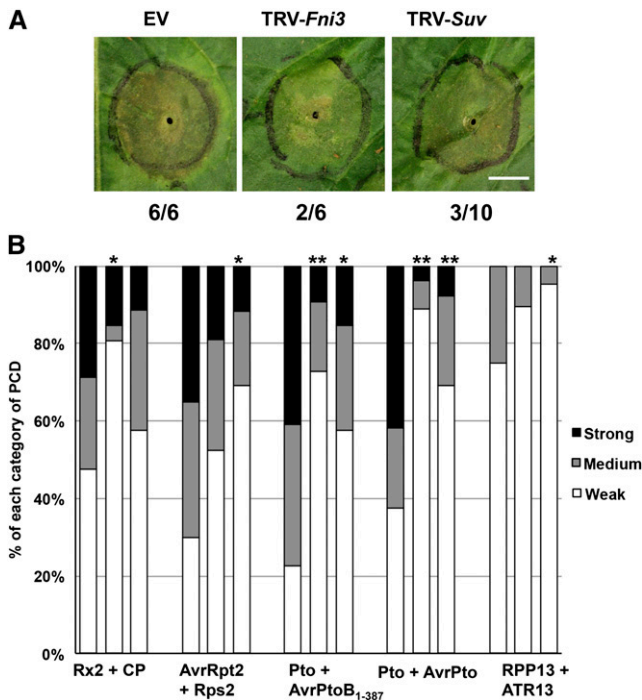 A
EV TRV-Fni3 TRV-Suv
6/6 2/6 3/10
B
* * ** * ** ** *
100%
80%
60%
40%
20%
0%
% of each category of PCD
Strong
Medium
Weak
Rx2 + CP AvrRpt2 Pto + Pto + AvrPto RPP13 +
+ Rps2 AvrPtoB1-387 ATR13